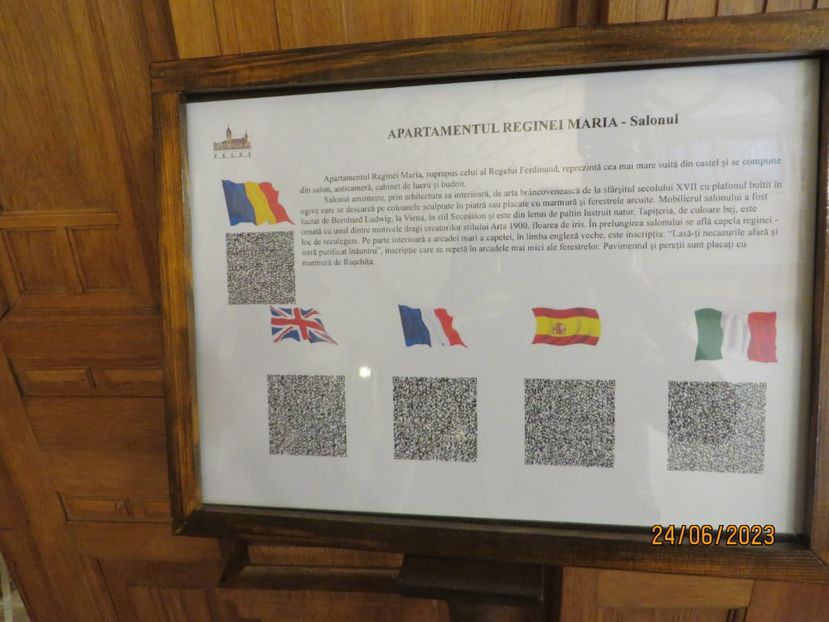 PELEȘ
APARTAMENTUL REGINEI MARIA - Salonul
Apartamentul Reginei Maria, suprapus celui al Regelui Ferdinand, reprezintă cea mai mare suită din castel și se compune
din salon, anticameră, cabinet de lucru și budoir.
Salonul amintește, prin arhitectura sa interioară, de arta brâncovenească de la sfârșitul secolului XVII cu plafonul boltit în
ogive care se descarcă pe coloanele sculptate în piatră sau placate cu marmură și ferestrele arcuite. Mobilierul salonului a fost
lucrat de Bernhard Ludwig, la Viena, în stil Secession și este din lemn de paltin lustruit natur. Tapițeria, de culoare bej, este
ornată cu unul dintre motivele dragi creatorilor stilului Arta 1900, floarea de iris. În prelungirea salonului se află capela reginei -
loc de reculegere. Pe partea interioară a arcadei mari a capelei, în limba engleză veche, este inscripția: “Lasă-ți necazurile afară și
intră purificat înăuntru”, inscripție care se repetă în arcadele mai mici ale ferestrelor. Pavimentul și pereții sunt placați cu
marmură de Rușchița.
24/06/2023